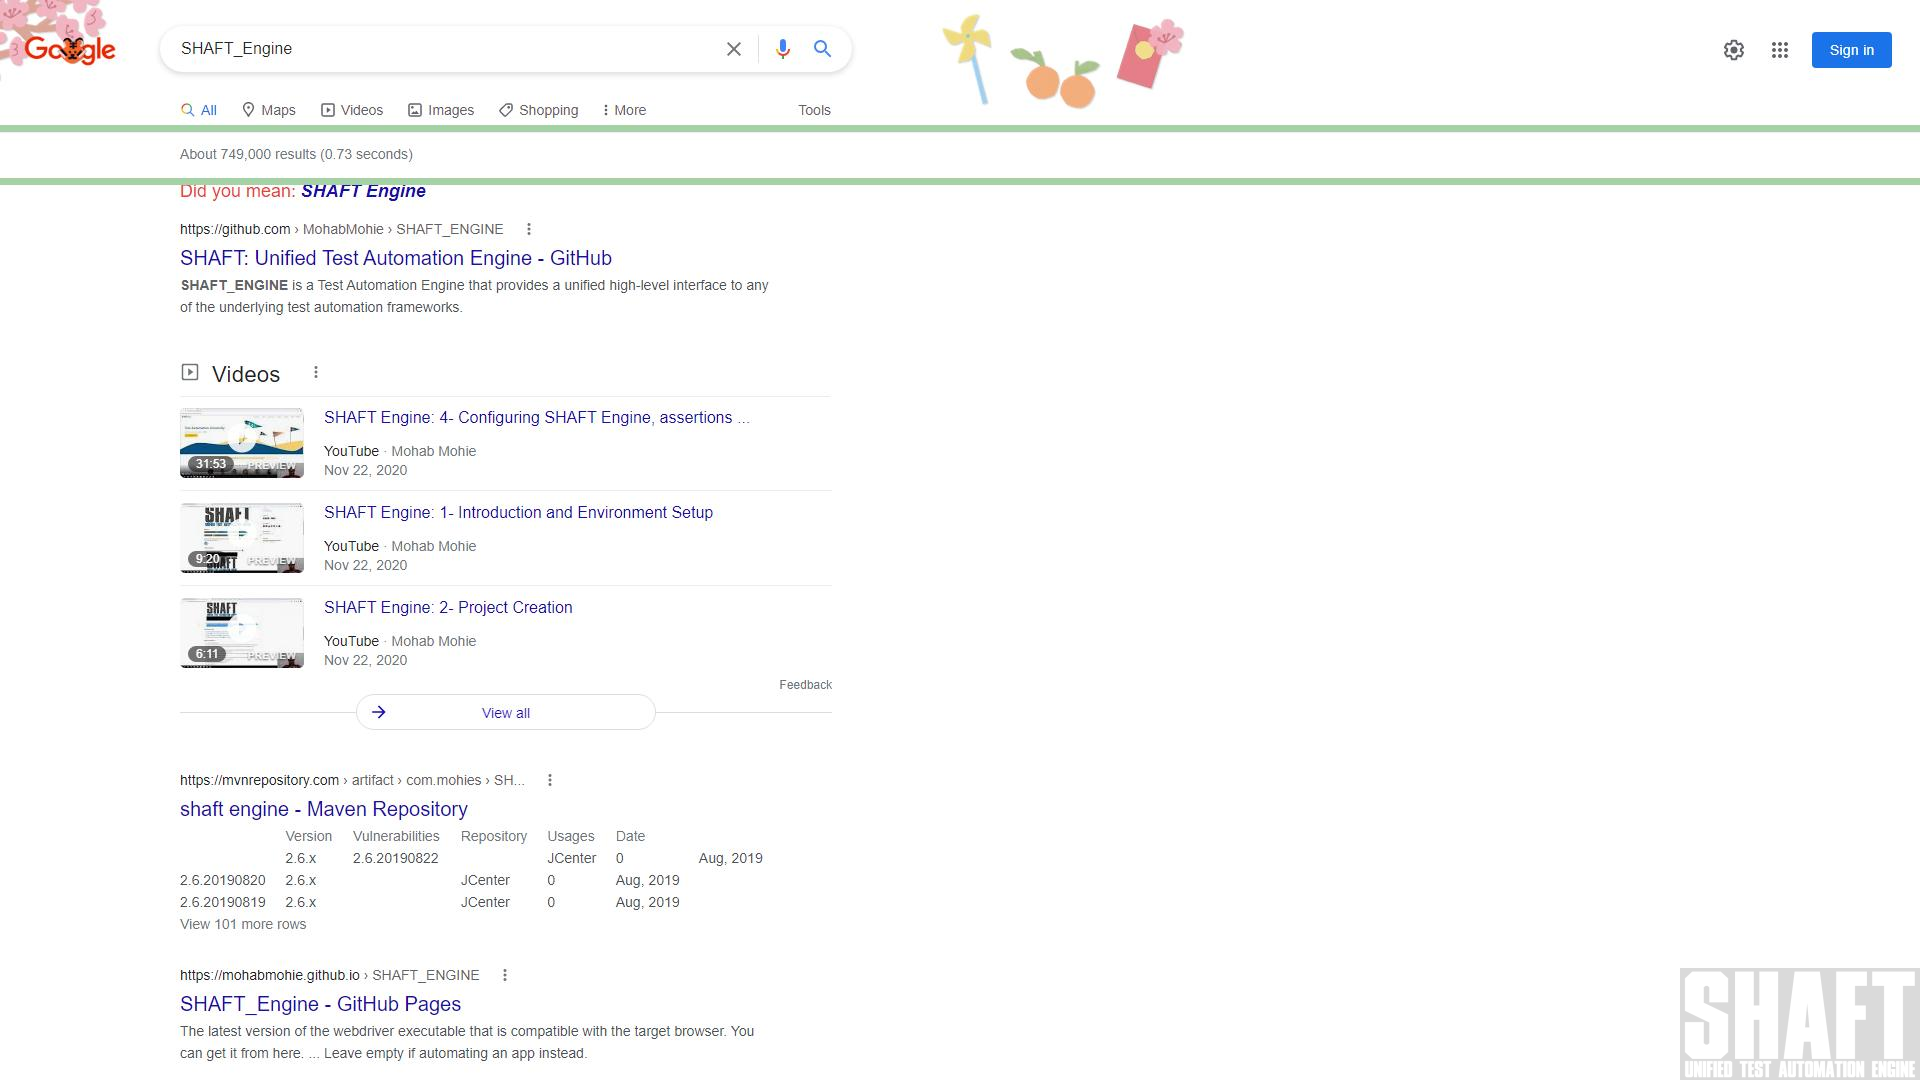 Google
SHAFT_Engine
Sign in
All
Maps
Videos
Images
Shopping
More
Tools
About 749,000 results (0.73 seconds)
Did you mean: SHAFT Engine
https://github.com › MohabMohie › SHAFT_ENGINE
SHAFT: Unified Test Automation Engine - GitHub
SHAFT_ENGINE is a Test Automation Engine that provides a unified high-level interface to any
of the underlying test automation frameworks.
Videos
SHAFT Engine: 4- Configuring SHAFT Engine, assertions ...
31:53
PREVIEW
YouTube · Mohab Mohie
Nov 22, 2020
SHAFT Engine: 1- Introduction and Environment Setup
SHAFT
9:20
PREVIEW
YouTube · Mohab Mohie
Nov 22, 2020
SHAFT Engine: 2- Project Creation
SHAFT
6:11
PREVIEW
YouTube · Mohab Mohie
Nov 22, 2020
Feedback
View all
https://mvnrepository.com › artifact › com.mohies › SH...
shaft engine - Maven Repository
Version Vulnerabilities Repository Usages Date
2.6.x 2.6.20190822 JCenter 0 Aug, 2019
2.6.20190820 2.6.x JCenter 0 Aug, 2019
2.6.20190819 2.6.x JCenter 0 Aug, 2019
View 101 more rows
https://mohabmohie.github.io › SHAFT_ENGINE
SHAFT_Engine - GitHub Pages
The latest version of the webdriver executable that is compatible with the target browser. You
can get it from here. ... Leave empty if automating an app instead.
SHAFT
UNIFIED TEST AUTOMATION ENGINE